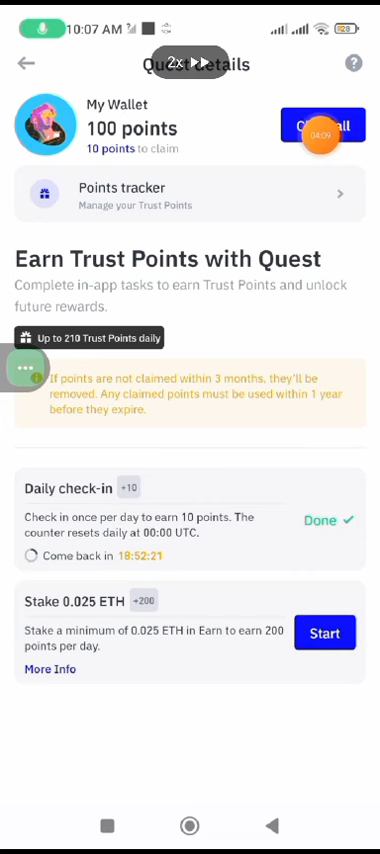 10:07 AM
28
Quest details
2x
My Wallet
100 points
10 points to claim
04:09
Points tracker
Manage your Trust Points
Earn Trust Points with Quest
Complete in-app tasks to earn Trust Points and unlock
future rewards.
Up to 210 Trust Points daily
If points are not claimed within 3 months, they'll be
removed. Any claimed points must be used within 1 year
before they expire.
Daily check-in +10
Check in once per day to earn 10 points. The
counter resets daily at 00:00 UTC.
Done
Come back in 18:52:21
Stake 0.025 ETH +200
Stake a minimum of 0.025 ETH in Earn to earn 200
points per day.
Start
More Info